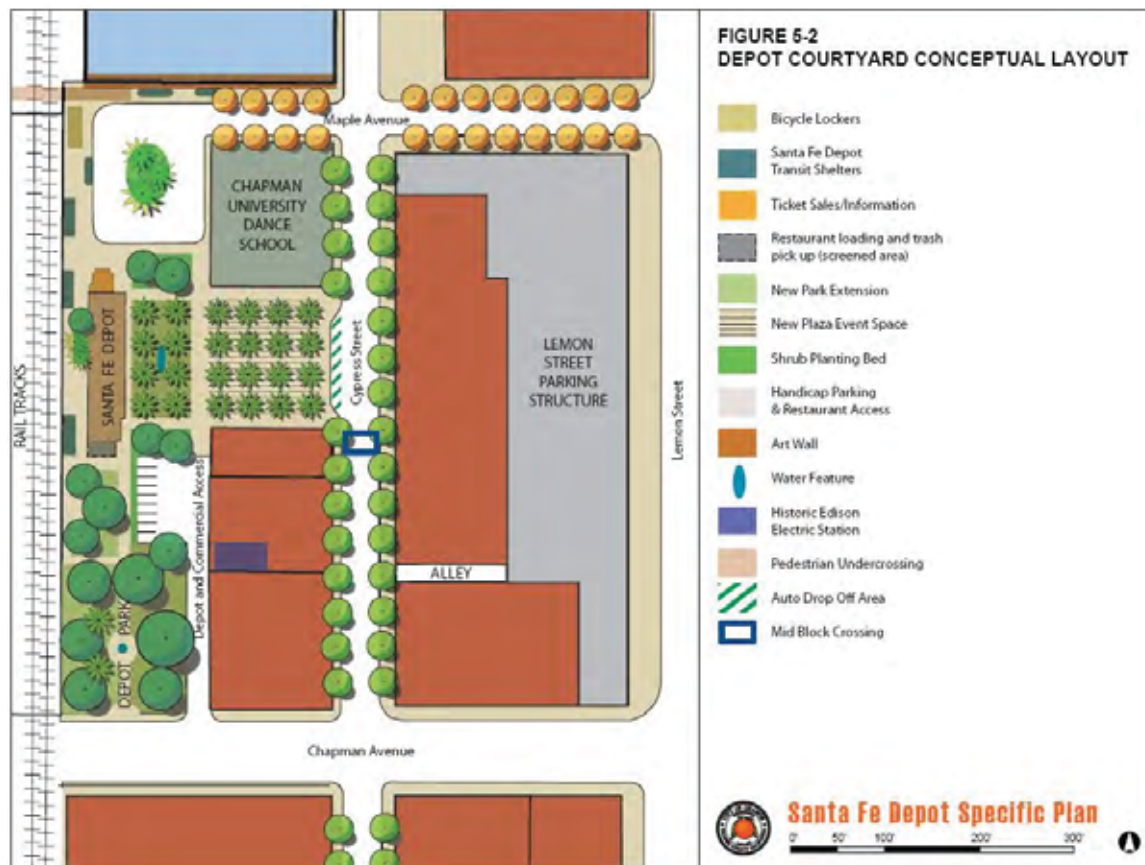 FIGURE 5-2
DEPOT COURTYARD CONCEPTUAL LAYOUT
Maple Avenue
CHAPMAN
UNIVERSITY
DANCE
SCHOOL
SANTA FE DEPOT
Cypress Street
LEMON
STREET
PARKING
STRUCTURE
RAIL TRACKS
Lemon Street
Depot and Commercial Access
ALLEY
DEPOT PARK
Chapman Avenue
Bicycle Lockers
Santa Fe Depot
Transit Shelters
Ticket Sales/Information
Restaurant loading and trash
pick up (screened area)
New Park Extension
New Plaza Event Space
Shrub Planting Bed
Handicap Parking
& Restaurant Access
Art Wall
Water Feature
Historic Edison
Electric Station
Pedestrian Undercrossing
Auto Drop Off Area
Mid Block Crossing
Santa Fe Depot Specific Plan
0' 50' 100' 200' 300'